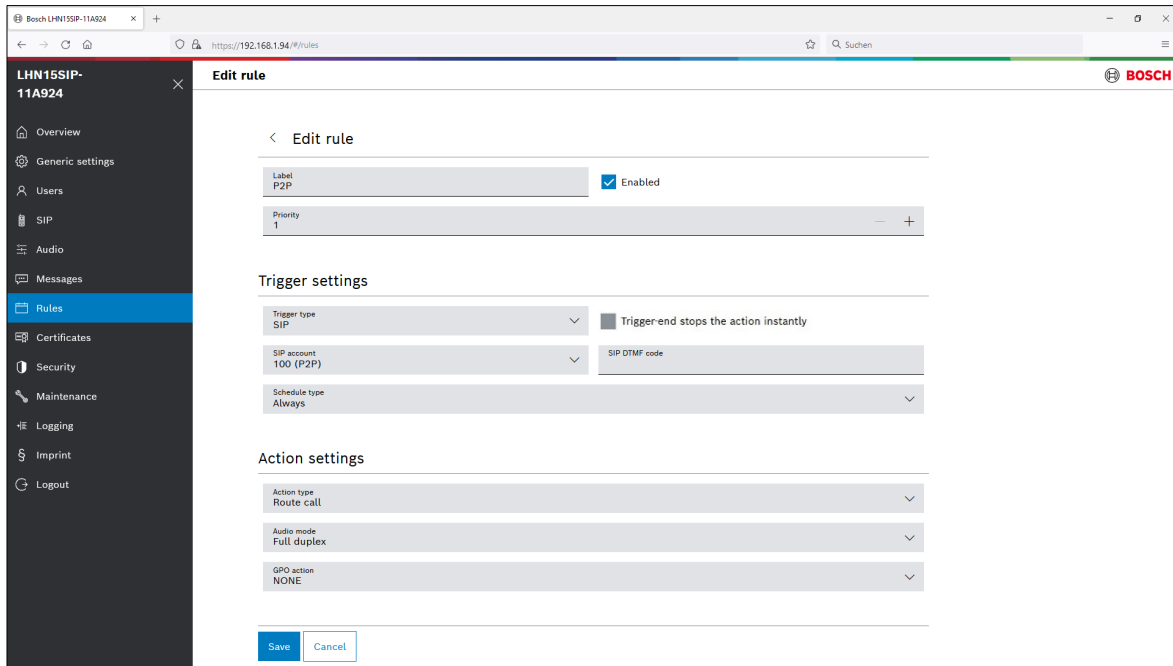 Bosch LHN15SIP-11A924
https://192.168.1.94/#/rules
Suchen
LHN15SIP-
11A924
Edit rule
BOSCH
Overview
Generic settings
Users
SIP
Audio
Messages
Rules
Certificates
Security
Maintenance
Logging
Imprint
Logout
Edit rule
Label
P2P
Enabled
Priority
1
Trigger settings
Trigger type
SIP
Trigger end stops the action instantly
SIP account
100 (P2P)
SIP DTMF code
Schedule type
Always
Action settings
Action type
Route call
Audio mode
Full duplex
GPO action
NONE
Save
Cancel